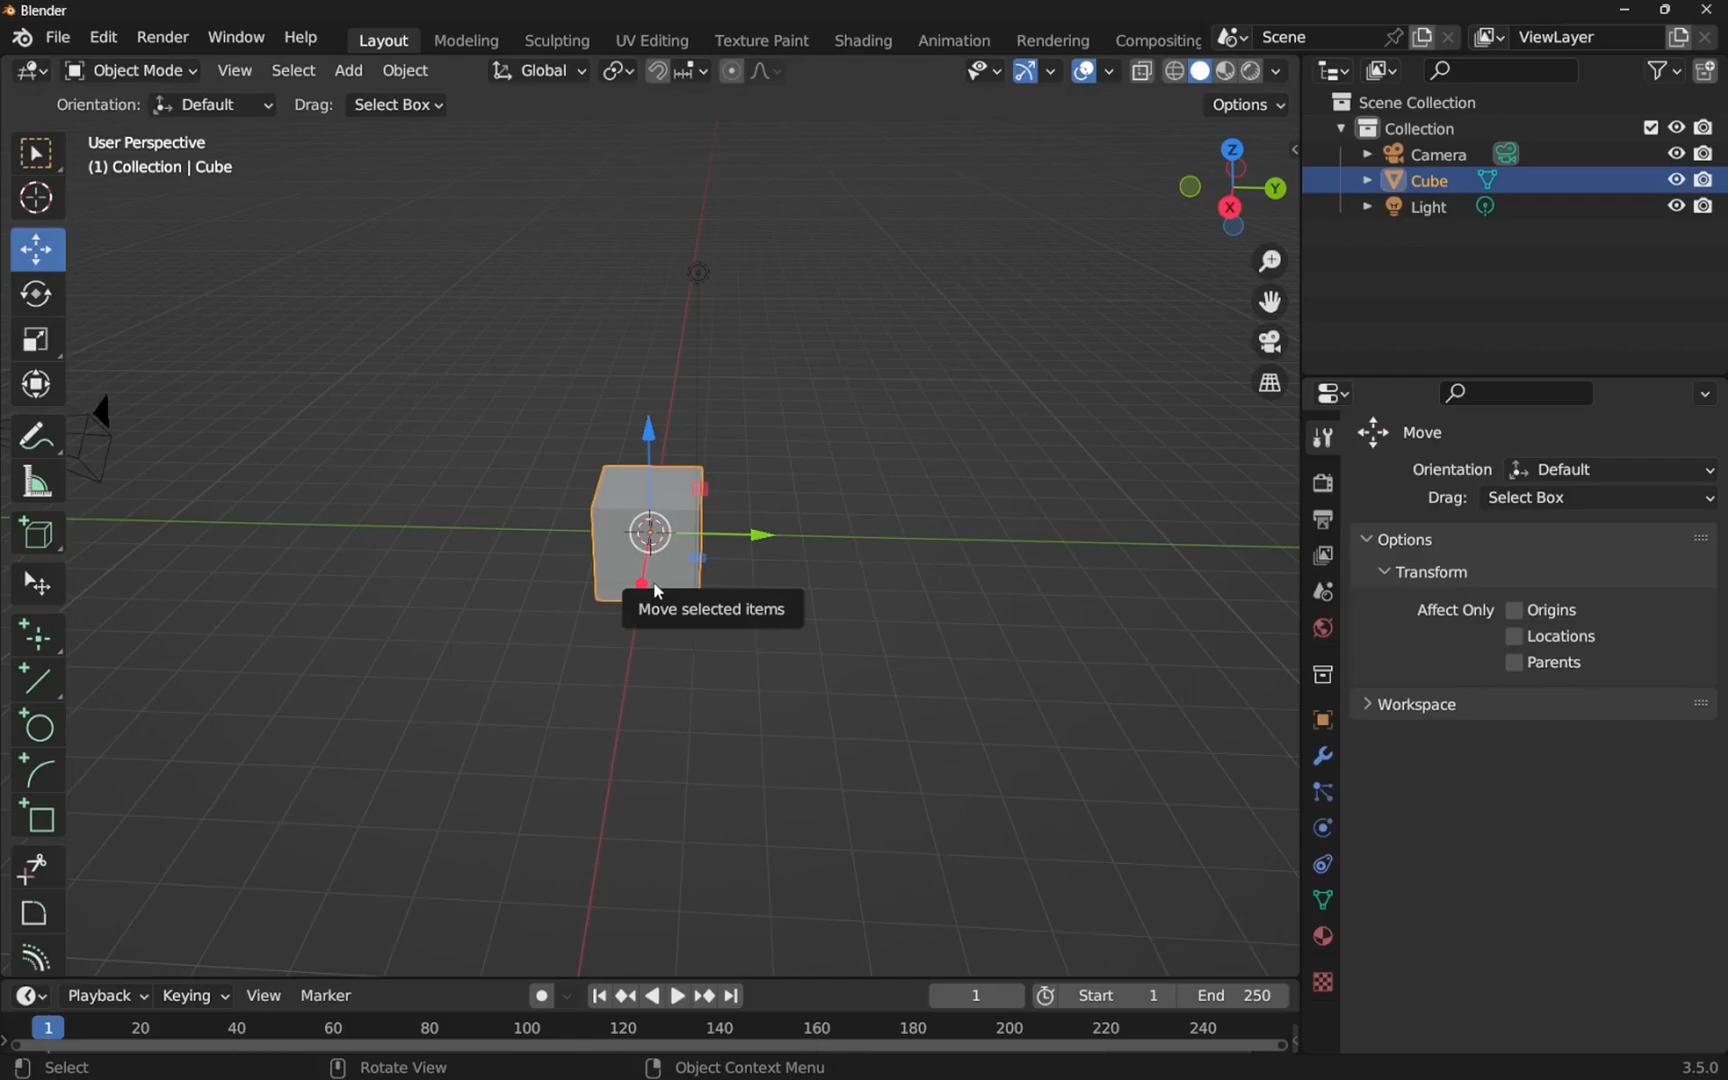 Blender
File Edit Render Window Help Layout Modeling Sculpting UV Editing Texture Paint Shading Animation Rendering Compositing Scene ViewLayer
Object Mode View Select Add Object Global
Orientation: Default Drag: Select Box Options
User Perspective
(1) Collection | Cube
Z
Y
X
Move selected items
Scene Collection
Collection
Camera
Cube
Light
Move
Orientation Default
Drag: Select Box
Options
Transform
Affect Only Origins
Locations
Parents
Workspace
Playback Keying View Marker 1 Start 1 End 250
1 20 40 60 80 100 120 140 160 180 200 220 240
Select Rotate View Object Context Menu 3.5.0